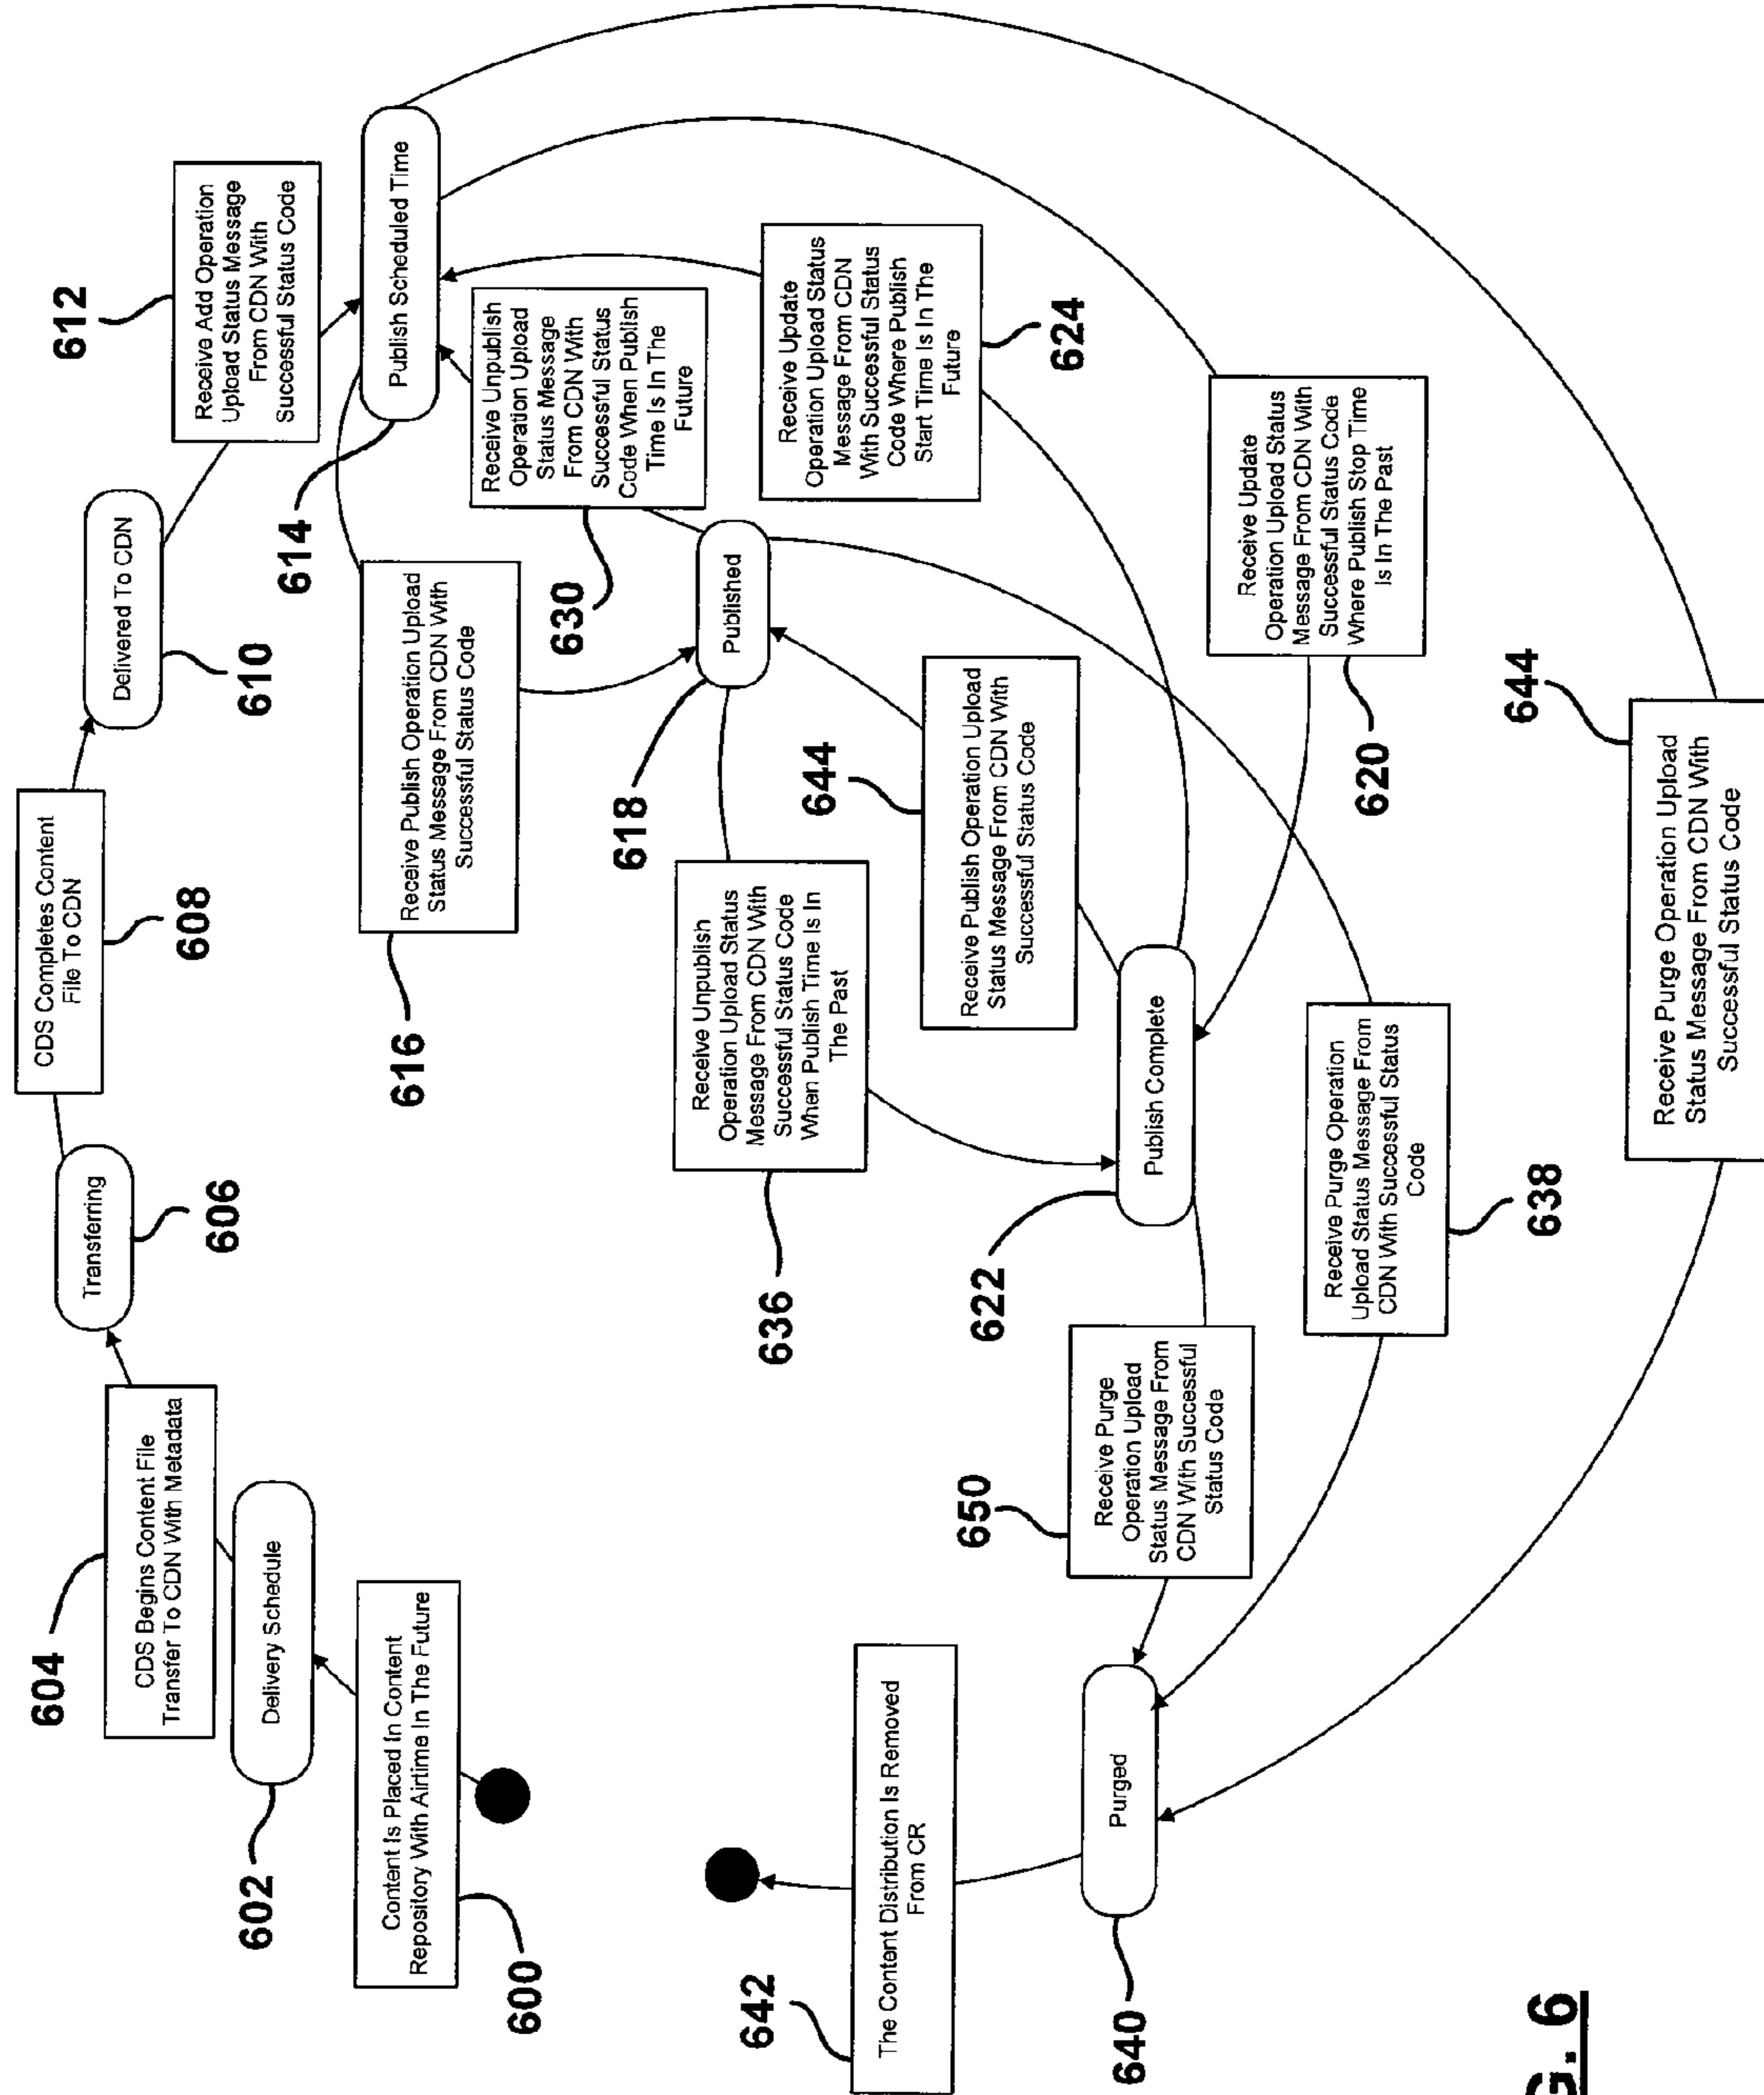 612
Receive Add Operation
Upload Status Message
From CDN With
Successful Status Code
CDS Completes Content
File To CDN
608
Delivered To CDN
610
Publish Scheduled Time
614
Transferring
606
604
CDS Begins Content File
Transfer To CDN With Metadata
Delivery Schedule
602
Content Is Placed In Content
Repository With Airtime In The Future
600
Receive Publish Operation Upload
Status Message From CDN With
Successful Status Code
616
Receive Unpublish
Operation Upload
Status Message
From CDN With
Successful Status
Code When Publish
Time Is In The
Future
630
Receive Update
Operation Upload Status
Message From CDN
With Successful Status
Code Where Publish
Start Time Is In The
Future
624
Published
618
Receive Unpublish
Operation Upload Status
Message From CDN With
Successful Status Code
When Publish Time Is In
The Past
636
644
Receive Publish Operation Upload
Status Message From CDN With
Successful Status Code
Receive Update
Operation Upload Status
Message From CDN With
Successful Status Code
Where Publish Stop Time
Is In The Past
620
Publish Complete
622
650
Receive Purge
Operation Upload
Status Message From
CDN With Successful
Status Code
Receive Purge Operation
Upload Status Message From
CDN With Successful Status
Code
638
644
Receive Purge Operation Upload
Status Message From CDN With
Successful Status Code
The Content Distribution Is Removed
From CR
642
Purged
640
G. 6